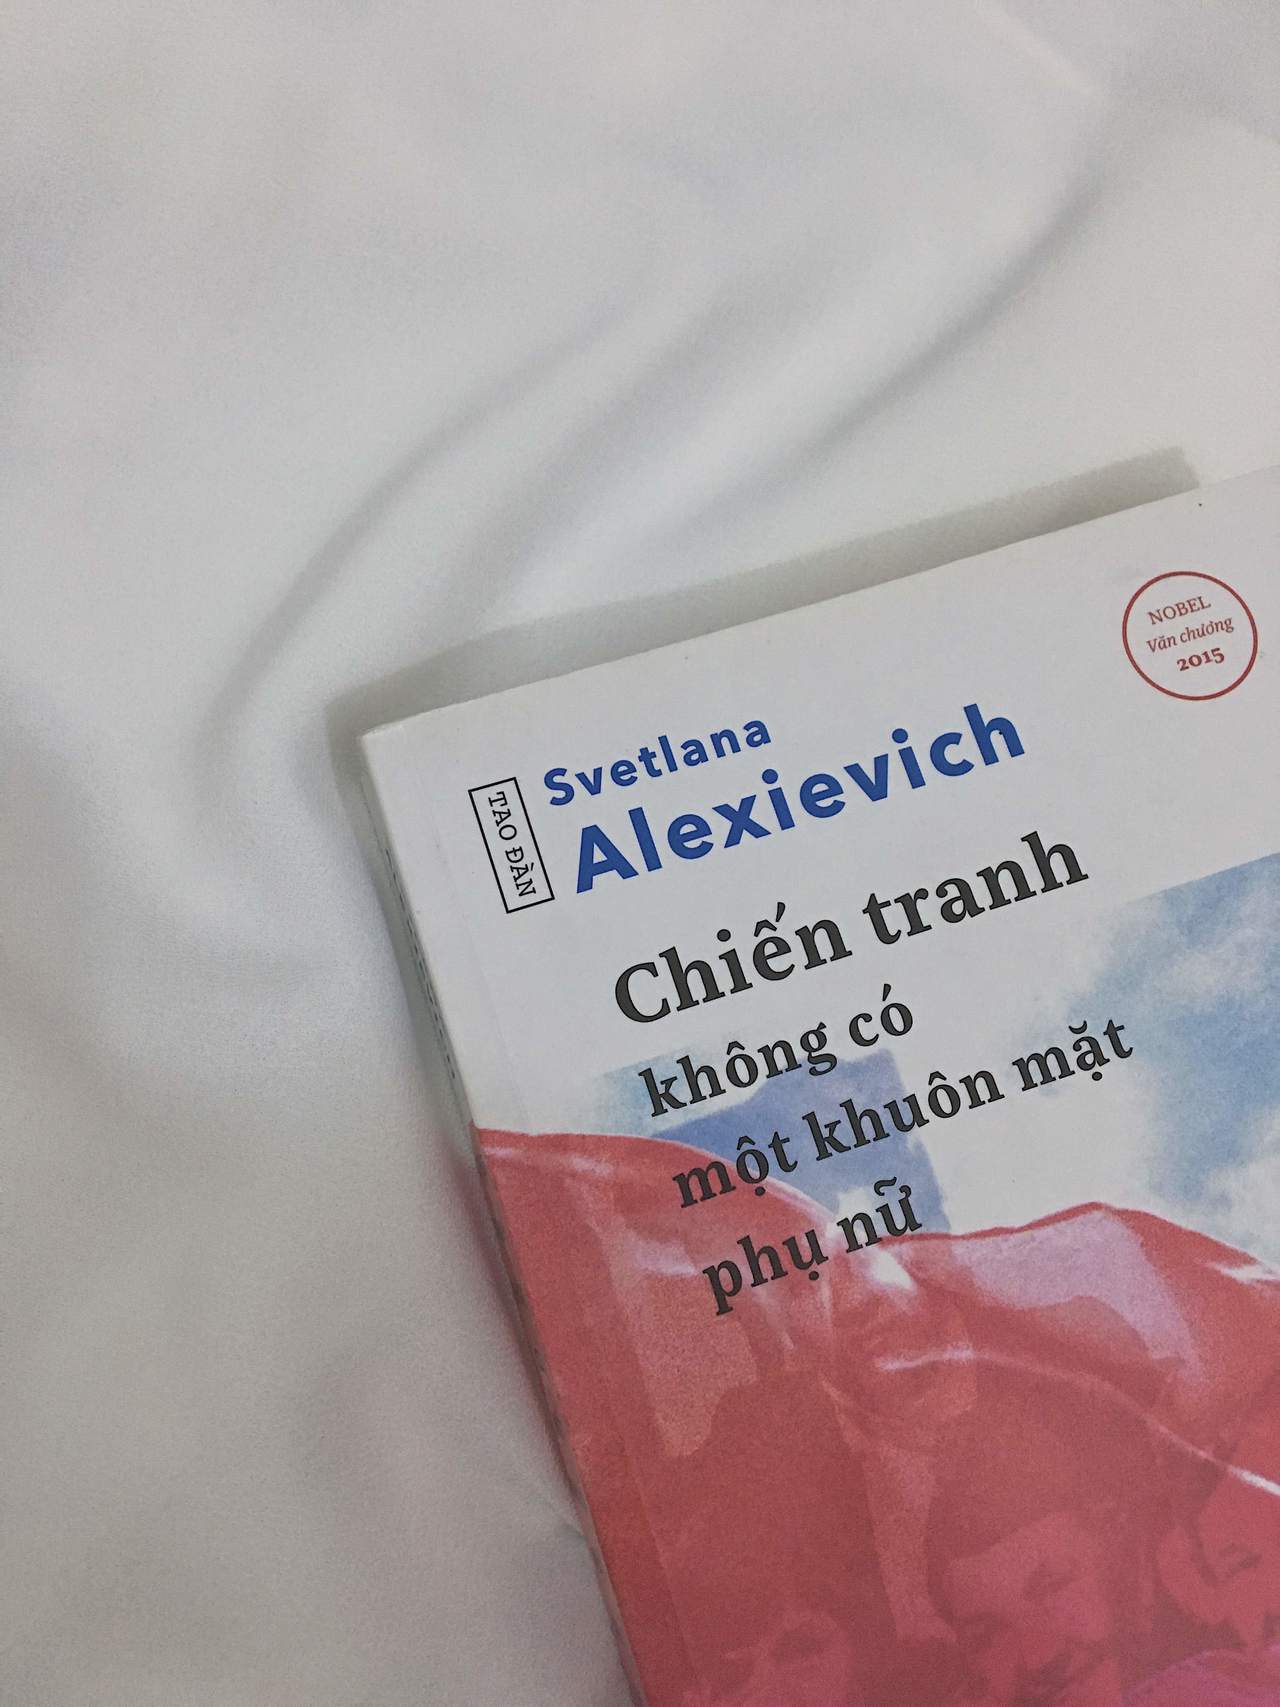 NOBEL
Văn chương
2015
TAO ĐÀN
Svetlana
Alexievich
Chiến tranh
không có
một khuôn mặt
phụ nữ